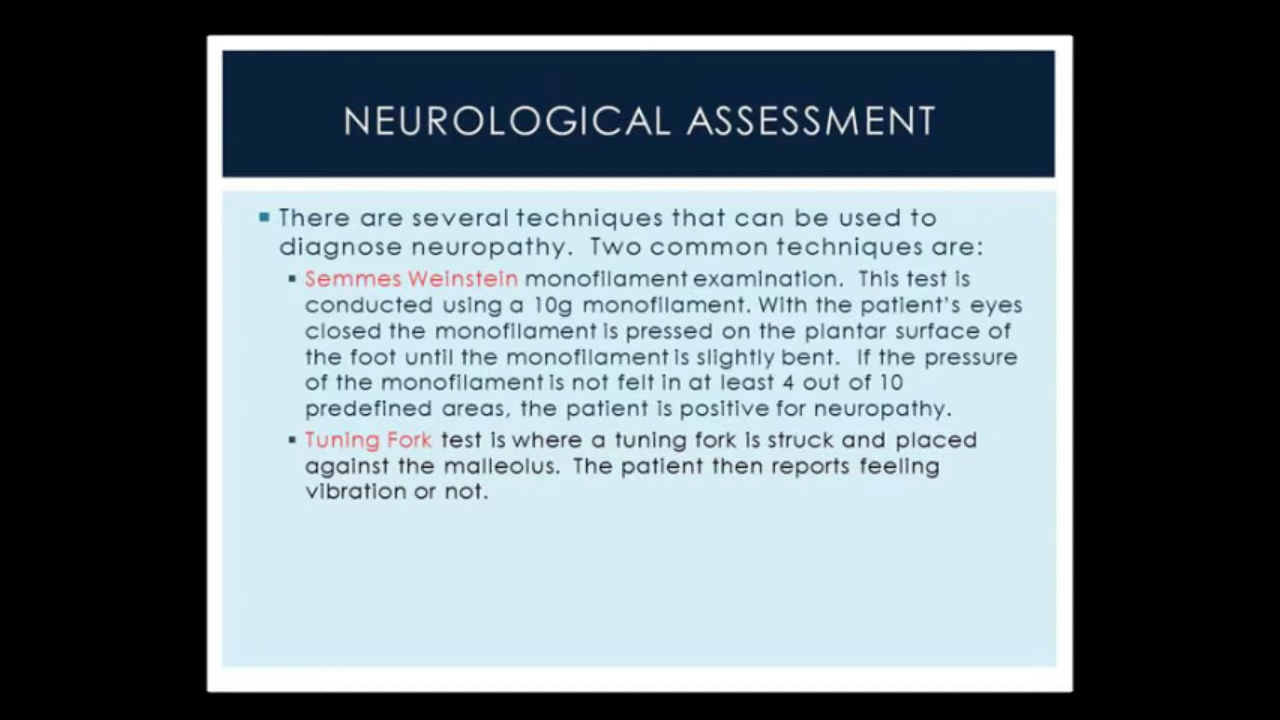 NEUROLOGICAL ASSESSMENT
There are several techniques that can be used to
diagnose neuropathy. Two common techniques are:
Semmes Weinstein monofilament examination. This test is
conducted using a 10g monofilament. With the patient's eyes
closed the monofilament is pressed on the plantar surface of
the foot until the monofilament is slightly bent. If the pressure
of the monofilament is not felt in at least 4 out of 10
predefined areas, the patient is positive for neuropathy.
Tuning Fork test is where a tuning fork is struck and placed
against the malleolus. The patient then reports feeling
vibration or not.